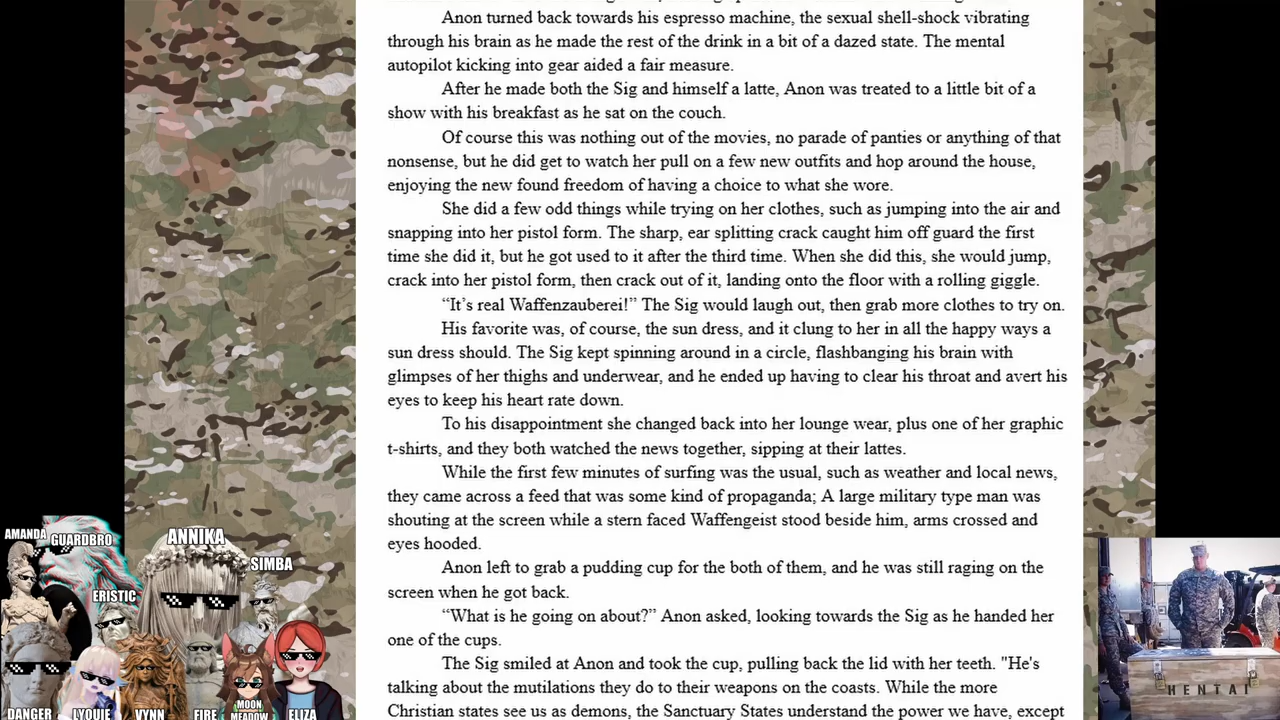 Anon turned back towards his espresso machine, the sexual shell-shock vibrating
through his brain as he made the rest of the drink in a bit of a dazed state. The mental
autopilot kicking into gear aided a fair measure.
After he made both the Sig and himself a latte, Anon was treated to a little bit of a
show with his breakfast as he sat on the couch.
Of course this was nothing out of the movies, no parade of panties or anything of that
nonsense, but he did get to watch her pull on a few new outfits and hop around the house,
enjoying the new found freedom of having a choice to what she wore.
She did a few odd things while trying on her clothes, such as jumping into the air and
snapping into her pistol form. The sharp, ear splitting crack caught him off guard the first
time she did it, but he got used to it after the third time. When she did this, she would jump,
crack into her pistol form, then crack out of it, landing onto the floor with a rolling giggle.
“It’s real Waffenzauberei!” The Sig would laugh out, then grab more clothes to try on.
His favorite was, of course, the sun dress, and it clung to her in all the happy ways a
sun dress should. The Sig kept spinning around in a circle, flashbanging his brain with
glimpses of her thighs and underwear, and he ended up having to clear his throat and avert his
eyes to keep his heart rate down.
To his disappointment she changed back into her lounge wear, plus one of her graphic
t-shirts, and they both watched the news together, sipping at their lattes.
While the first few minutes of surfing was the usual, such as weather and local news,
they came across a feed that was some kind of propaganda; A large military type man was
shouting at the screen while a stern faced Waffengeist stood beside him, arms crossed and
eyes hooded.
Anon left to grab a pudding cup for the both of them, and he was still raging on the
screen when he got back.
“What is he going on about?” Anon asked, looking towards the Sig as he handed her
one of the cups.
The Sig smiled at Anon and took the cup, pulling back the lid with her teeth. "He's
talking about the mutilations they do to their weapons on the coasts. While the more
Christian states see us as demons, the Sanctuary States understand the power we have, except
AMANDA
GUARDBRO
ANNIKA
SIMBA
ERISTIC
DANGER
LYQUIE
VYNN
FIRE
MOON
MEADOW
ELIZA
HENTAI